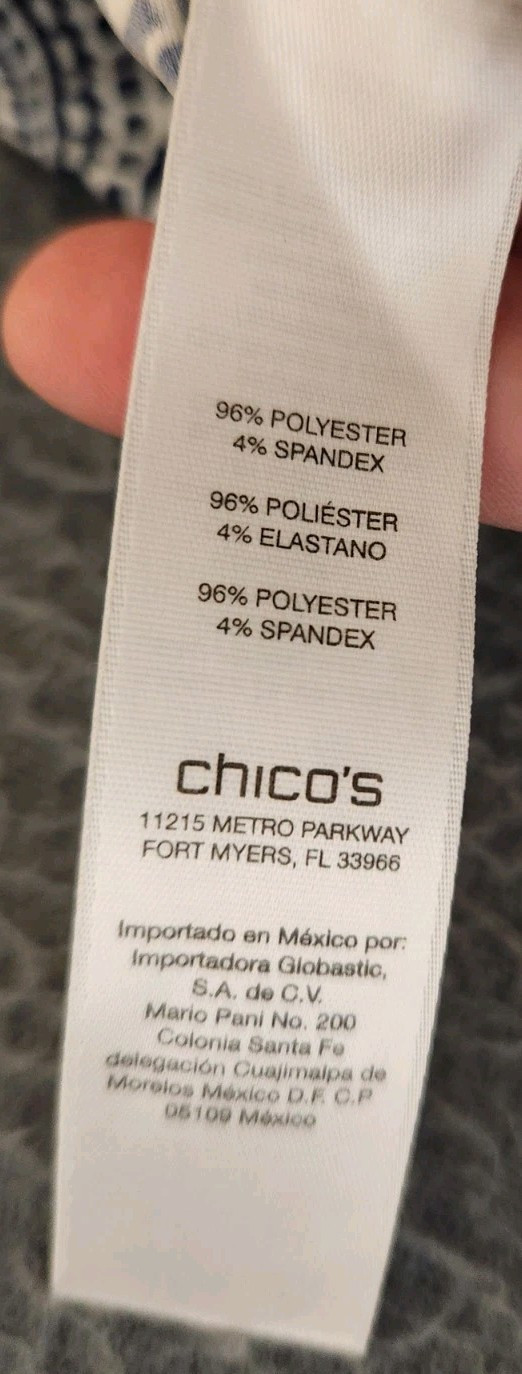 96% POLYESTER
4% SPANDEX
96% POLIÉSTER
4% ELASTANO
96% POLYESTER
4% SPANDEX
chico's
11215 METRO PARKWAY
FORT MYERS, FL 33966
Importado en México por:
Importadora Globastic,
S.A. de C.V.
Mario Pani No. 200
Colonia Santa Fe
delegación Cuajimalpa de
Morelos México D.F. C.P
05109 México